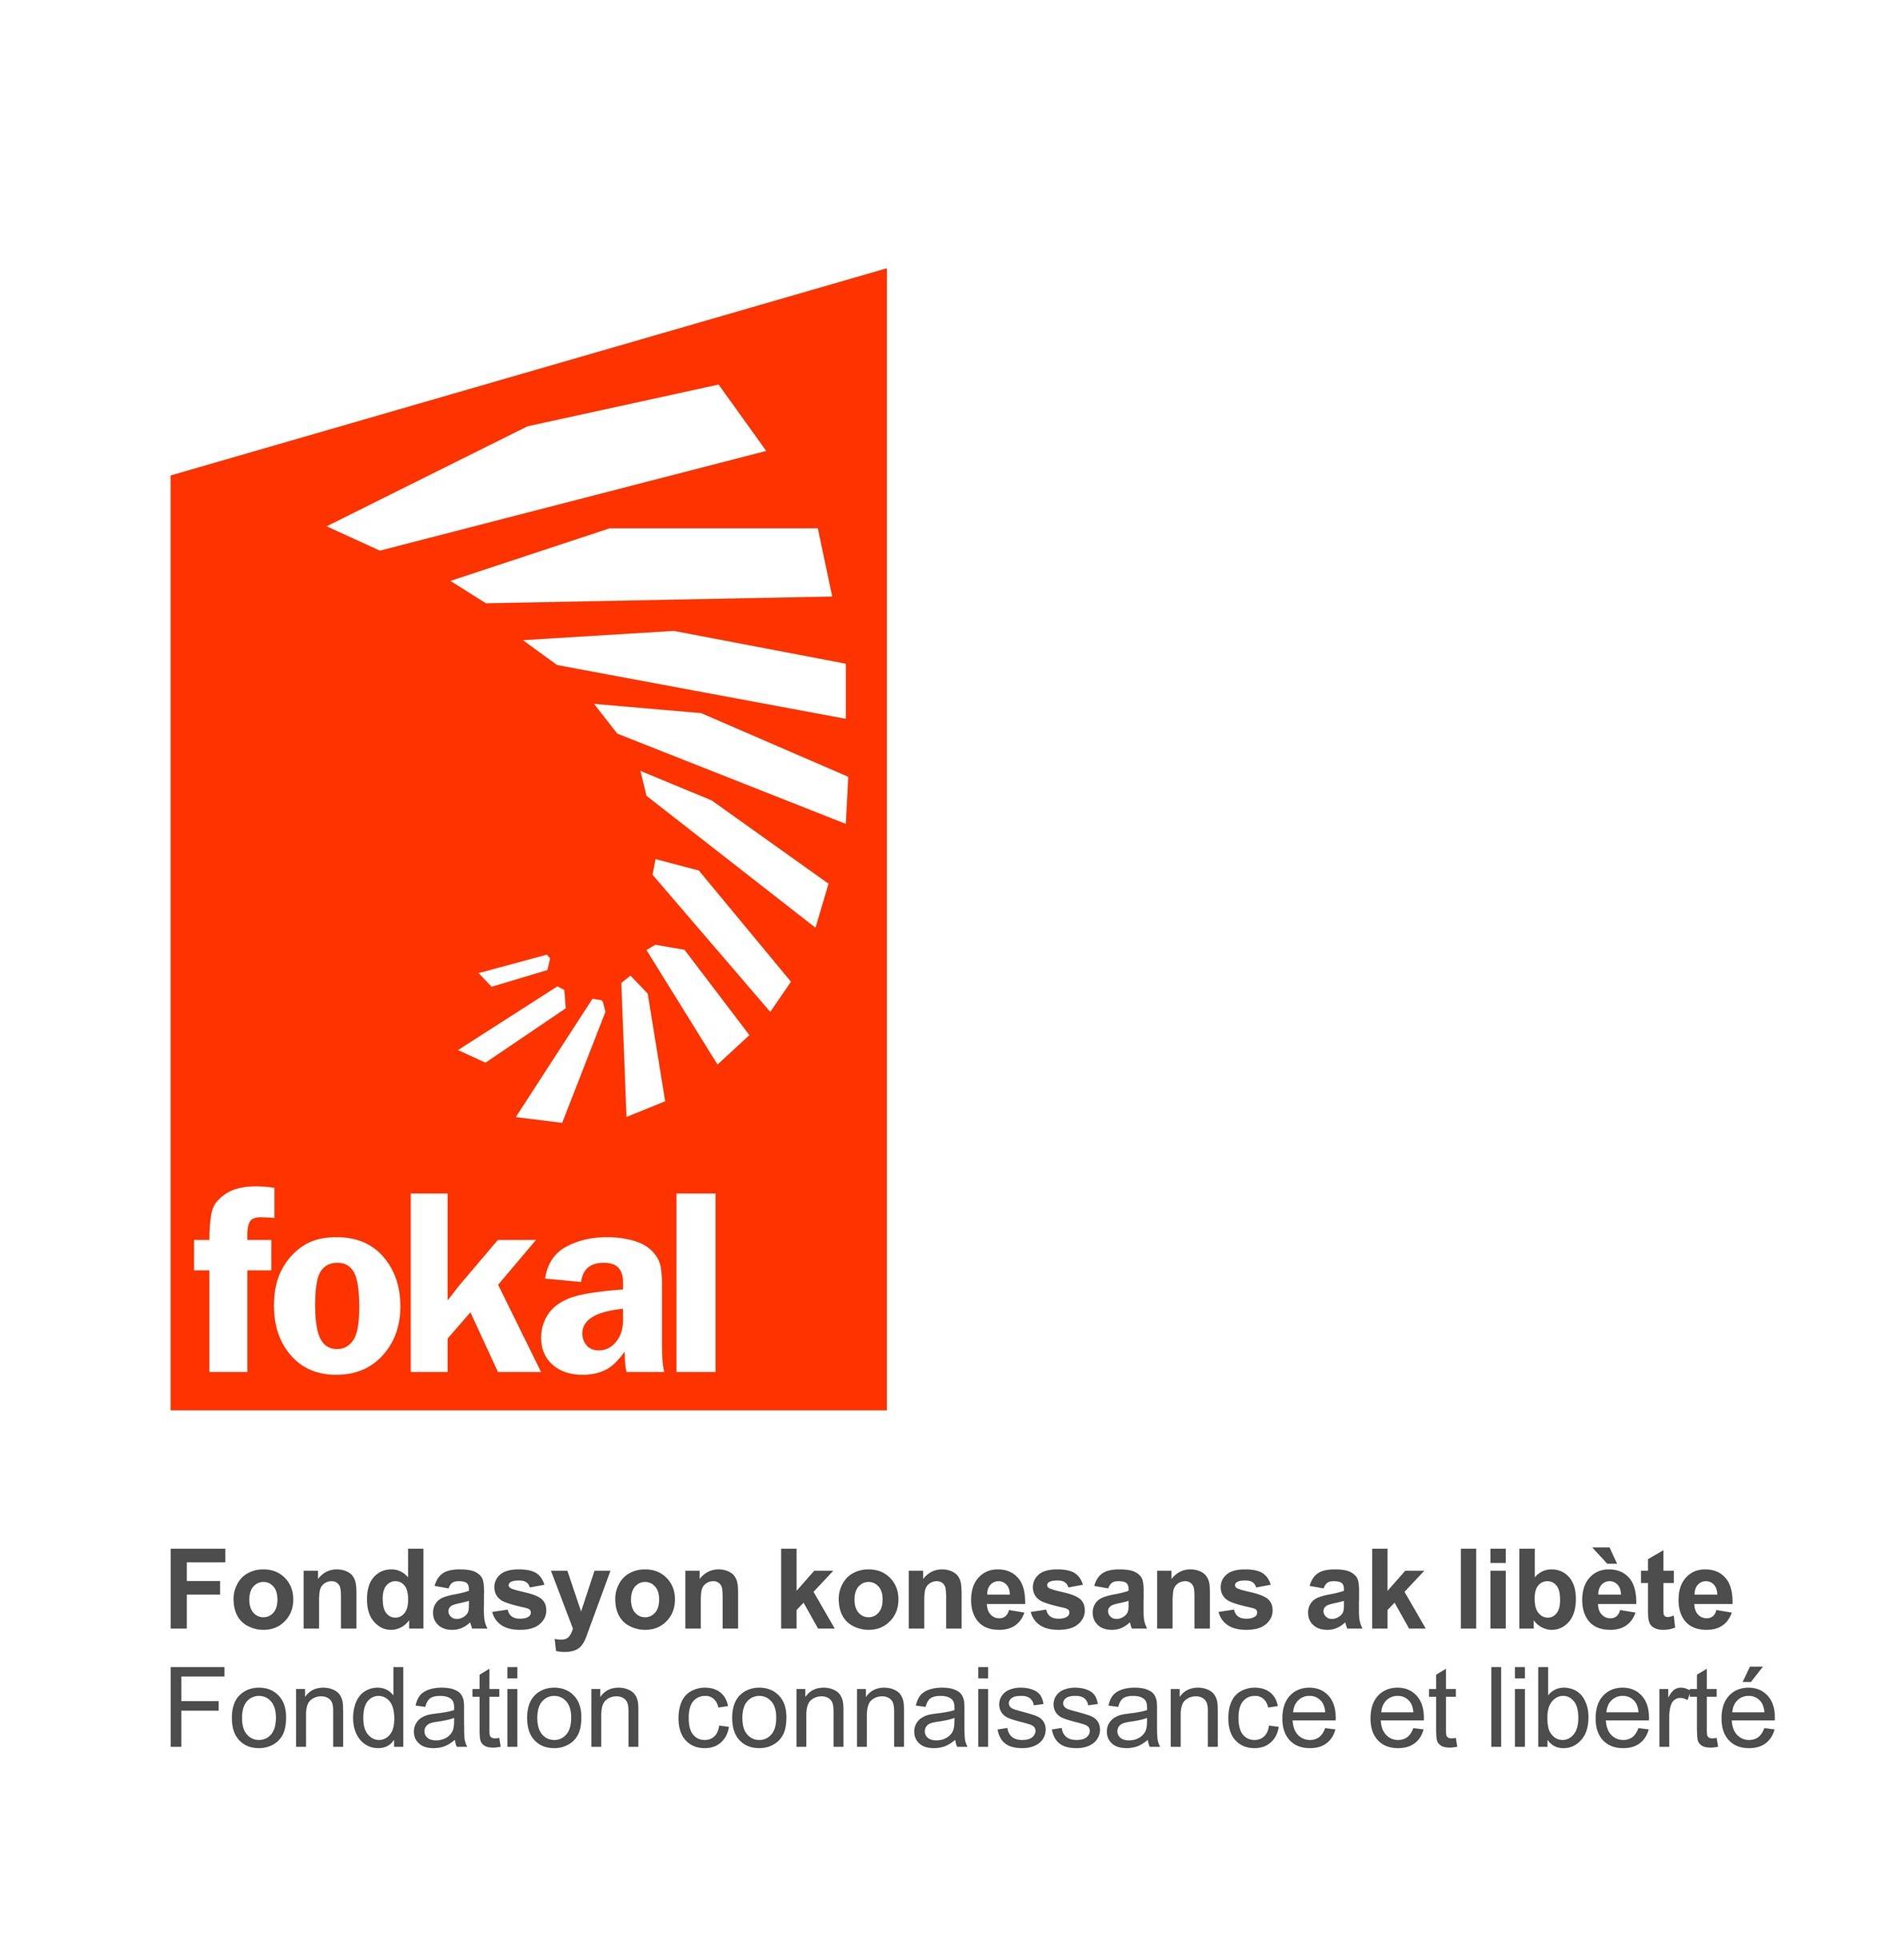 fokal
Fondasyon konesans ak libète
Fondation connaissance et liberté